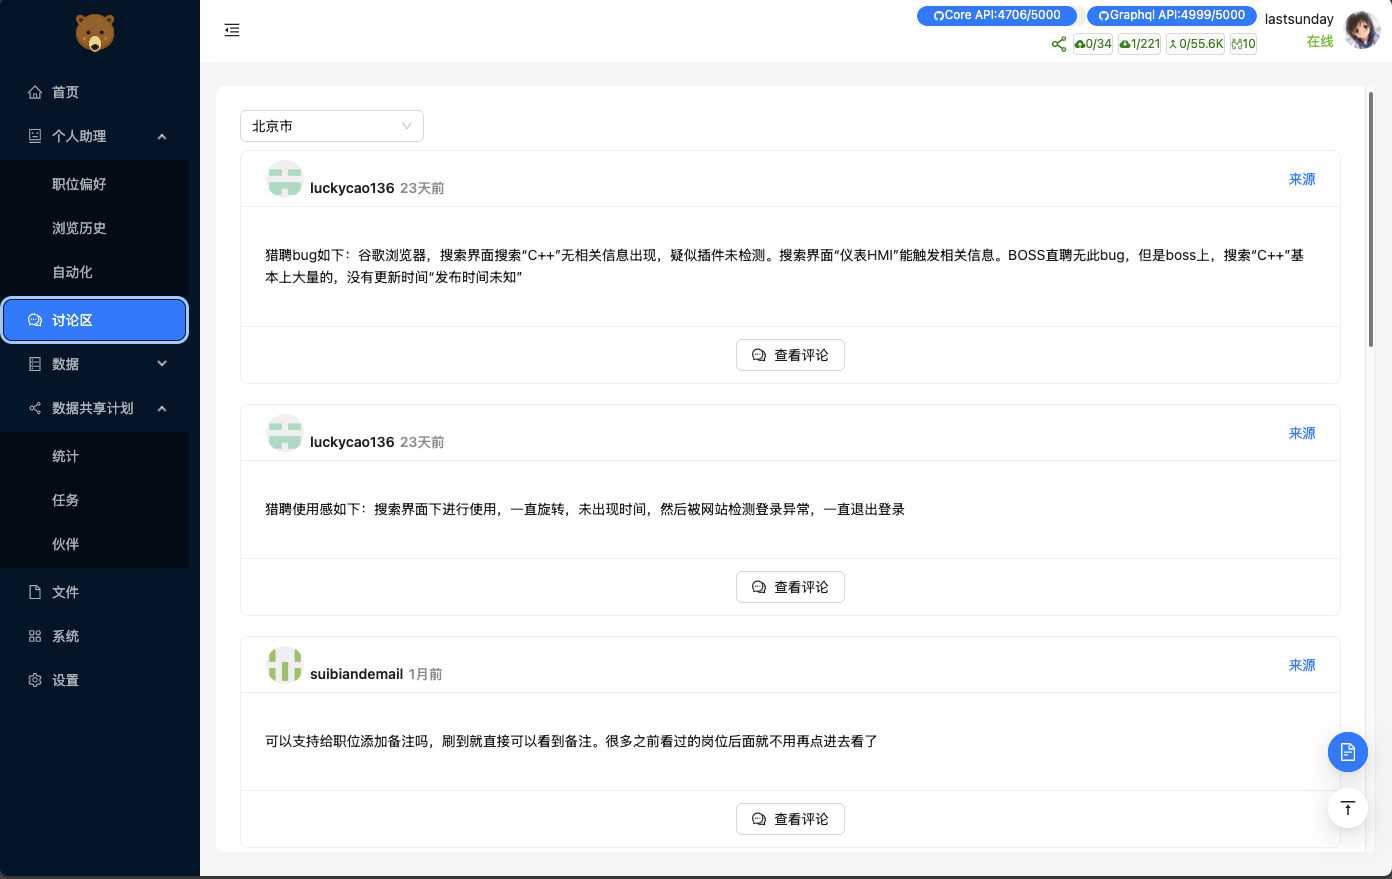 Core API:4706/5000
Graphql API:4999/5000
lastsunday
0/34
1/221
0/55.6K
10
在线
首页
个人助理
职位偏好
浏览历史
自动化
讨论区
数据
数据共享计划
统计
任务
伙伴
文件
系统
设置
北京市
luckycao136 23天前
来源
猎聘bug如下：谷歌浏览器，搜索界面搜索“C++”无相关信息出现，疑似插件未检测。搜索界面“仪表HMI”能触发相关信息。BOSS直聘无此bug，但是boss上，搜索“C++”基
本上大量的，没有更新时间“发布时间未知”
查看评论
luckycao136 23天前
来源
猎聘使用感如下：搜索界面下进行使用，一直旋转，未出现时间，然后被网站检测登录异常，一直退出登录
查看评论
suibiandemail 1月前
来源
可以支持给职位添加备注吗，刷到就直接可以看到备注。很多之前看过的岗位后面就不用再点进去看了
查看评论